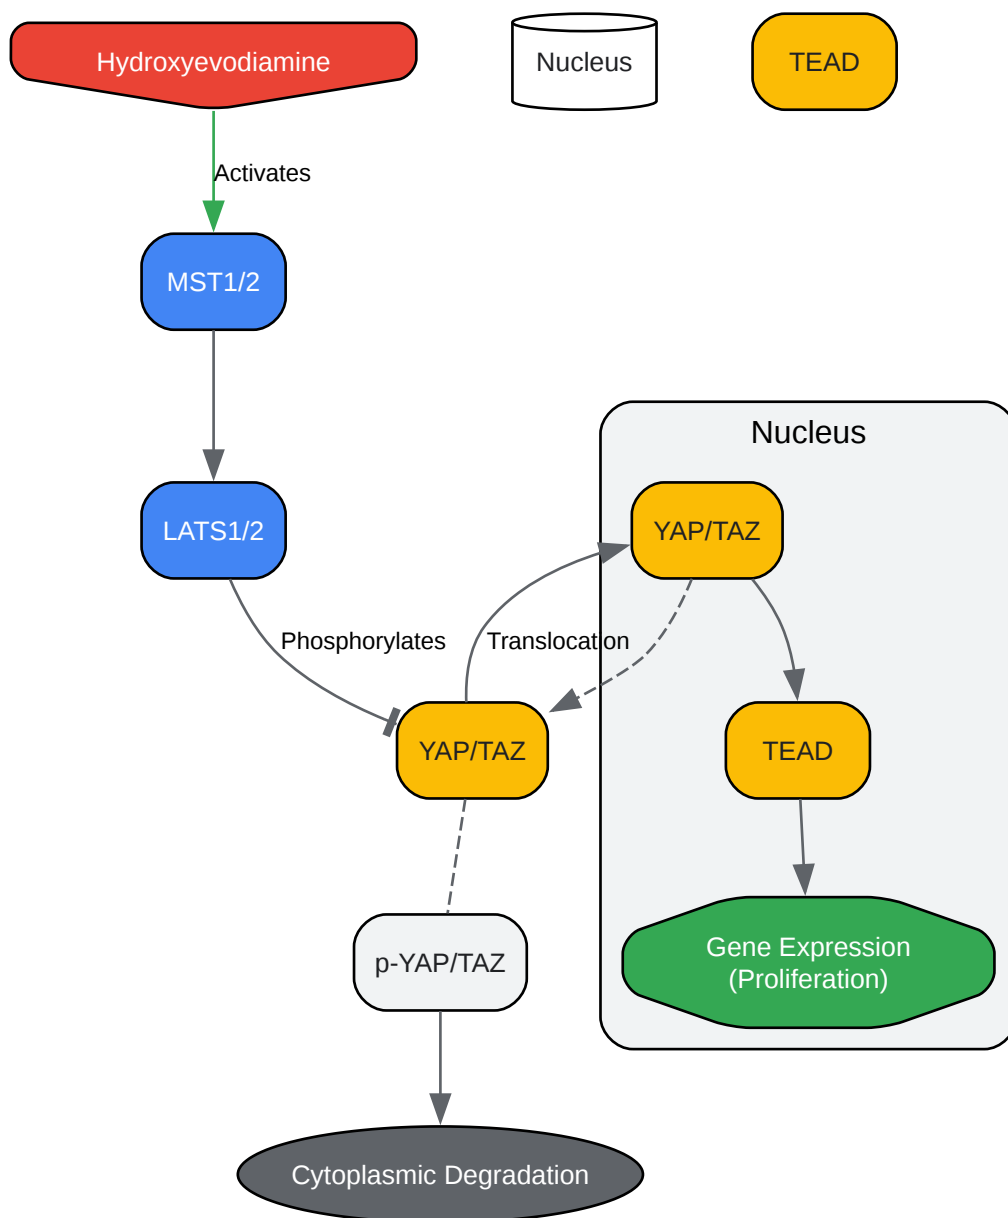 Hydroxyevodiamine
Nucleus
TEAD
Activates
MST1/2
Nucleus
LATS1/2
YAP/TAZ
Phosphorylates
Translocation
YAP/TAZ
TEAD
p-YAP/TAZ
Gene Expression
(Proliferation)
Cytoplasmic Degradation